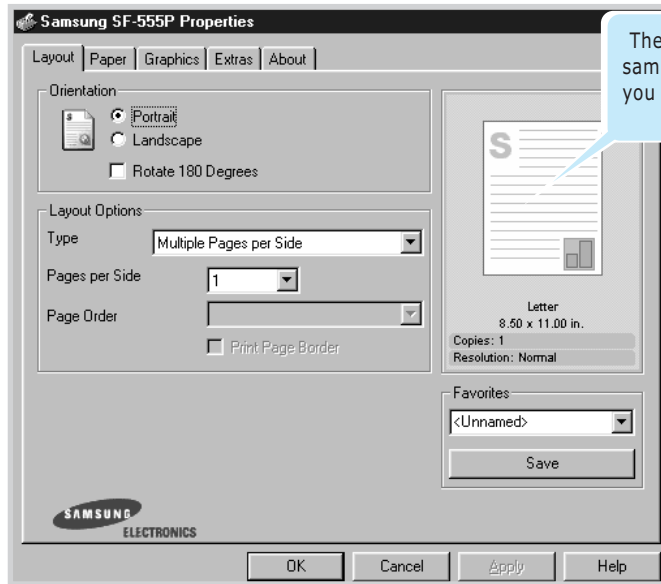 Samsung SF-555P Properties
The
sam
you
Layout Paper Graphics Extras About
Orientation
Portrait
Landscape
Rotate 180 Degrees
Layout Options
Type Multiple Pages per Side
Pages per Side 1
Page Order
Print Page Border
S
Letter
8.50 x 11.00 in.
Copies: 1
Resolution: Normal
Favorites
<Unnamed>
Save
SAMSUNG
ELECTRONICS
OK Cancel Apply Help